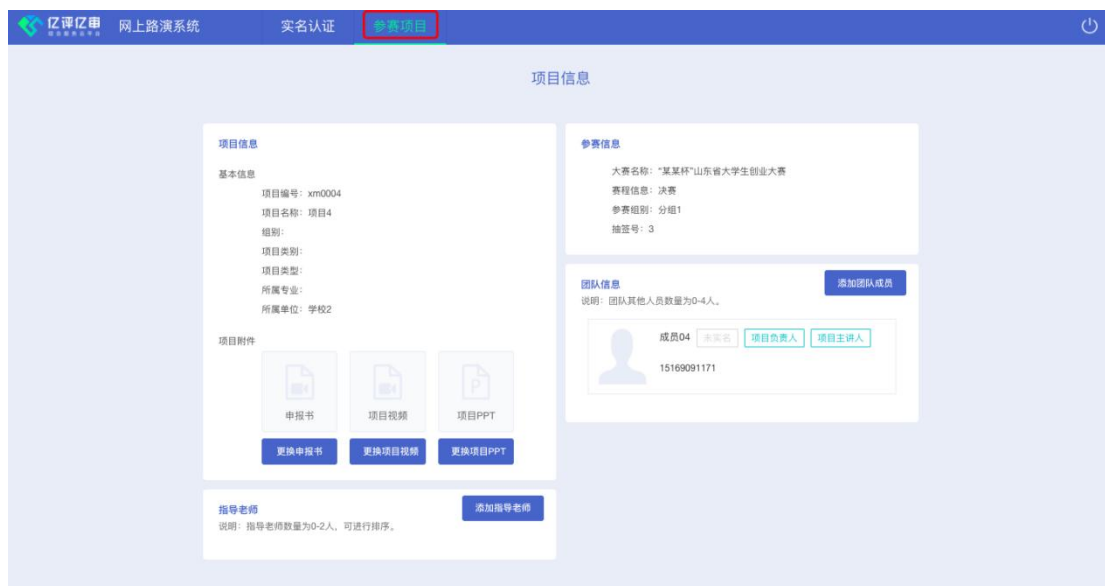 亿评亿审
网上路演系统
实名认证
参赛项目
项目信息
项目信息
基本信息
项目编号：xm0004
项目名称：项目4
组别：
项目类别：
项目类型：
所属专业：
所属单位：学校2
项目附件
申报书
项目视频
项目PPT
更换申报书
更换项目视频
更换项目PPT
指导老师
添加指导老师
说明：指导老师数量为0-2人，可进行排序。
参赛信息
大赛名称：“某某杯”山东省大学生创业大赛
赛程信息：决赛
参赛组别：分组1
抽签号：3
团队信息
添加团队成员
说明：团队其他人员数量为0-4人。
成员04 未实名 项目负责人 项目主讲人
15169091171